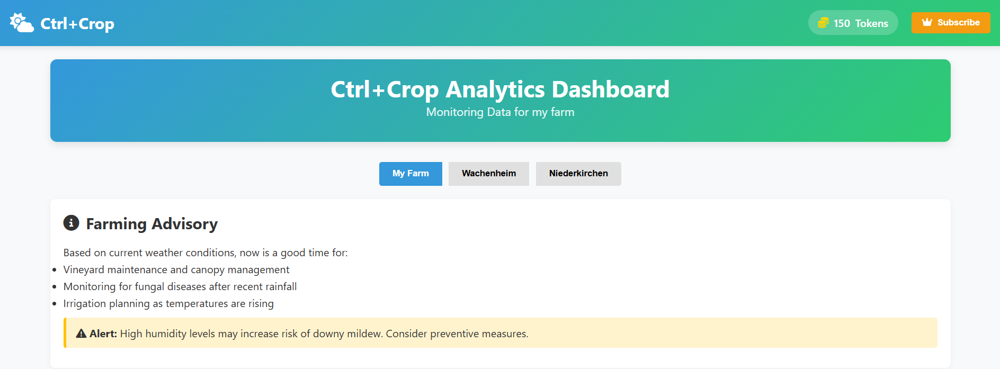 Ctrl+Crop
150 Tokens
Subscribe
Ctrl+Crop Analytics Dashboard
Monitoring Data for my farm
My Farm
Wachenheim
Niederkirchen
Farming Advisory
Based on current weather conditions, now is a good time for:
Vineyard maintenance and canopy management
Monitoring for fungal diseases after recent rainfall
Irrigation planning as temperatures are rising
Alert: High humidity levels may increase risk of downy mildew. Consider preventive measures.